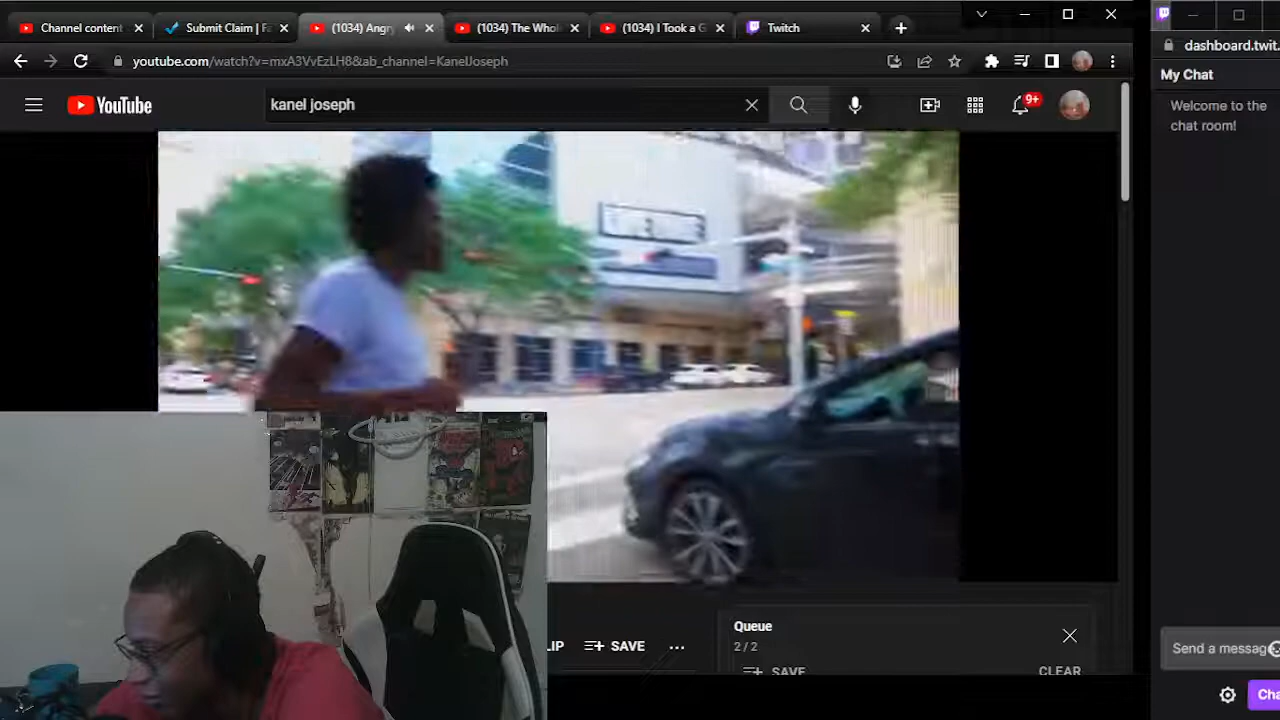 Channel content
Submit Claim | Fa
(1034) Angr
(1034) The Whol
(1034) I Took a G
Twitch
youtube.com/watch?v=mxA3VvEzLH8&ab_channel=KanelJoseph
dashboard.twit
YouTube
kanel joseph
9+
My Chat
Welcome to the
chat room!
LIP
SAVE
Queue
2/2
SAVE
CLEAR
Send a messag
Cha